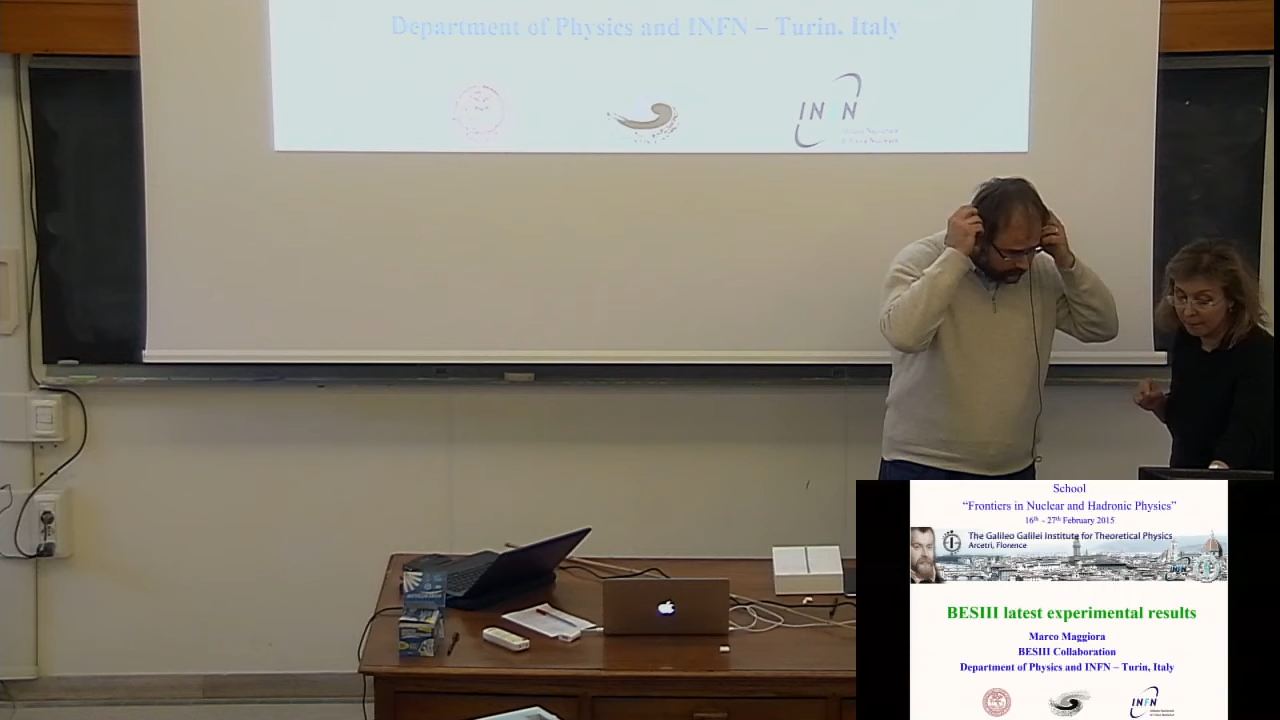 Department of Physics and INFN – Turin, Italy
INFN
School
“Frontiers in Nuclear and Hadronic Physics”
16th - 27th February 2015
The Galileo Galilei Institute for Theoretical Physics
Arcetri, Florence
BESIII latest experimental results
Marco Maggiora
BESIII Collaboration
Department of Physics and INFN – Turin, Italy
INFN